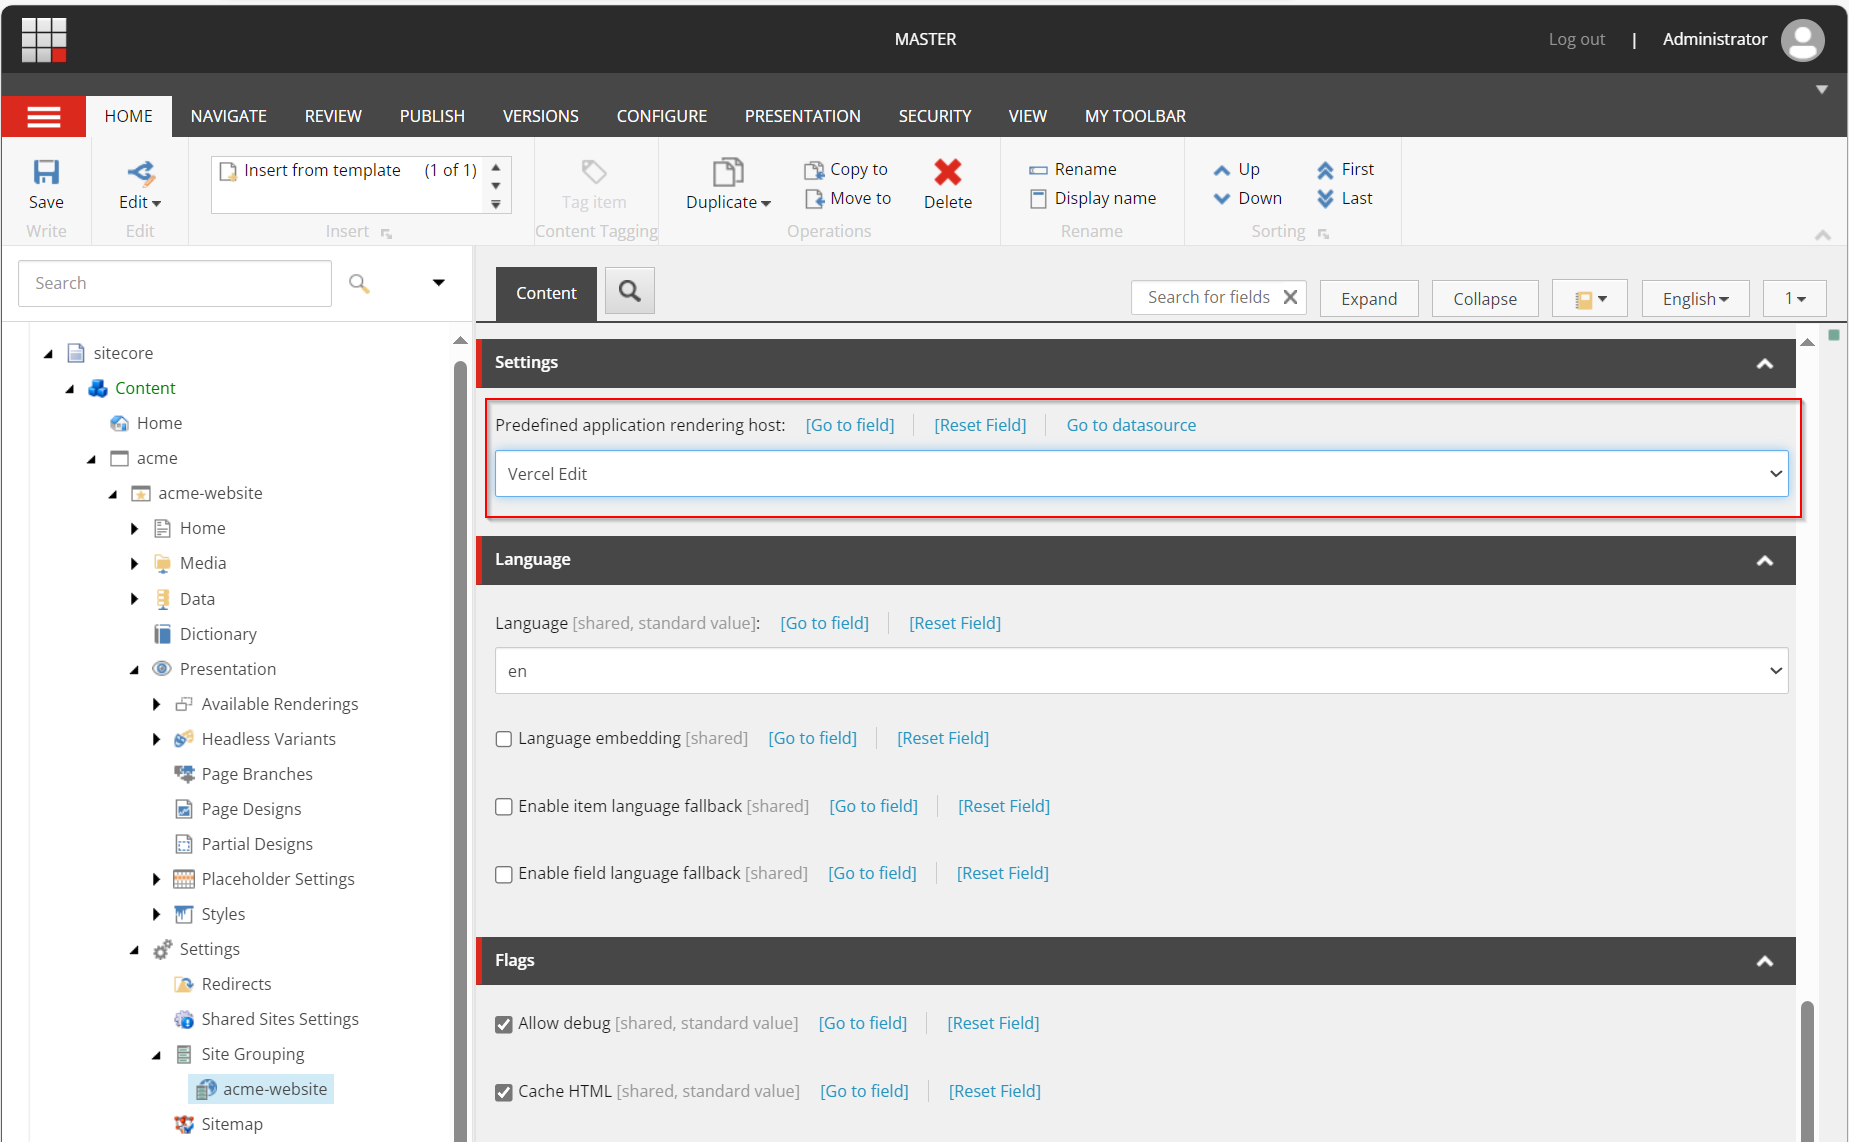 MASTER
Log out | Administrator
HOME NAVIGATE REVIEW PUBLISH VERSIONS CONFIGURE PRESENTATION SECURITY VIEW MY TOOLBAR
Save
Write
Edit
Edit
Insert from template (1 of 1)
Insert
Tag item
Content Tagging
Duplicate
Copy to
Move to
Delete
Operations
Rename
Display name
Rename
Up
Down
First
Last
Sorting
Search
Content
Search for fields
Expand
Collapse
English
1
sitecore
Content
Home
acme
acme-website
Home
Media
Data
Dictionary
Presentation
Available Renderings
Headless Variants
Page Branches
Page Designs
Partial Designs
Placeholder Settings
Styles
Settings
Redirects
Shared Sites Settings
Site Grouping
acme-website
Sitemap
Settings
Predefined application rendering host: [Go to field] [Reset Field] Go to datasource
Vercel Edit
Language
Language [shared, standard value]: [Go to field] [Reset Field]
en
Language embedding [shared] [Go to field] [Reset Field]
Enable item language fallback [shared] [Go to field] [Reset Field]
Enable field language fallback [shared] [Go to field] [Reset Field]
Flags
Allow debug [shared, standard value] [Go to field] [Reset Field]
Cache HTML [shared, standard value] [Go to field] [Reset Field]